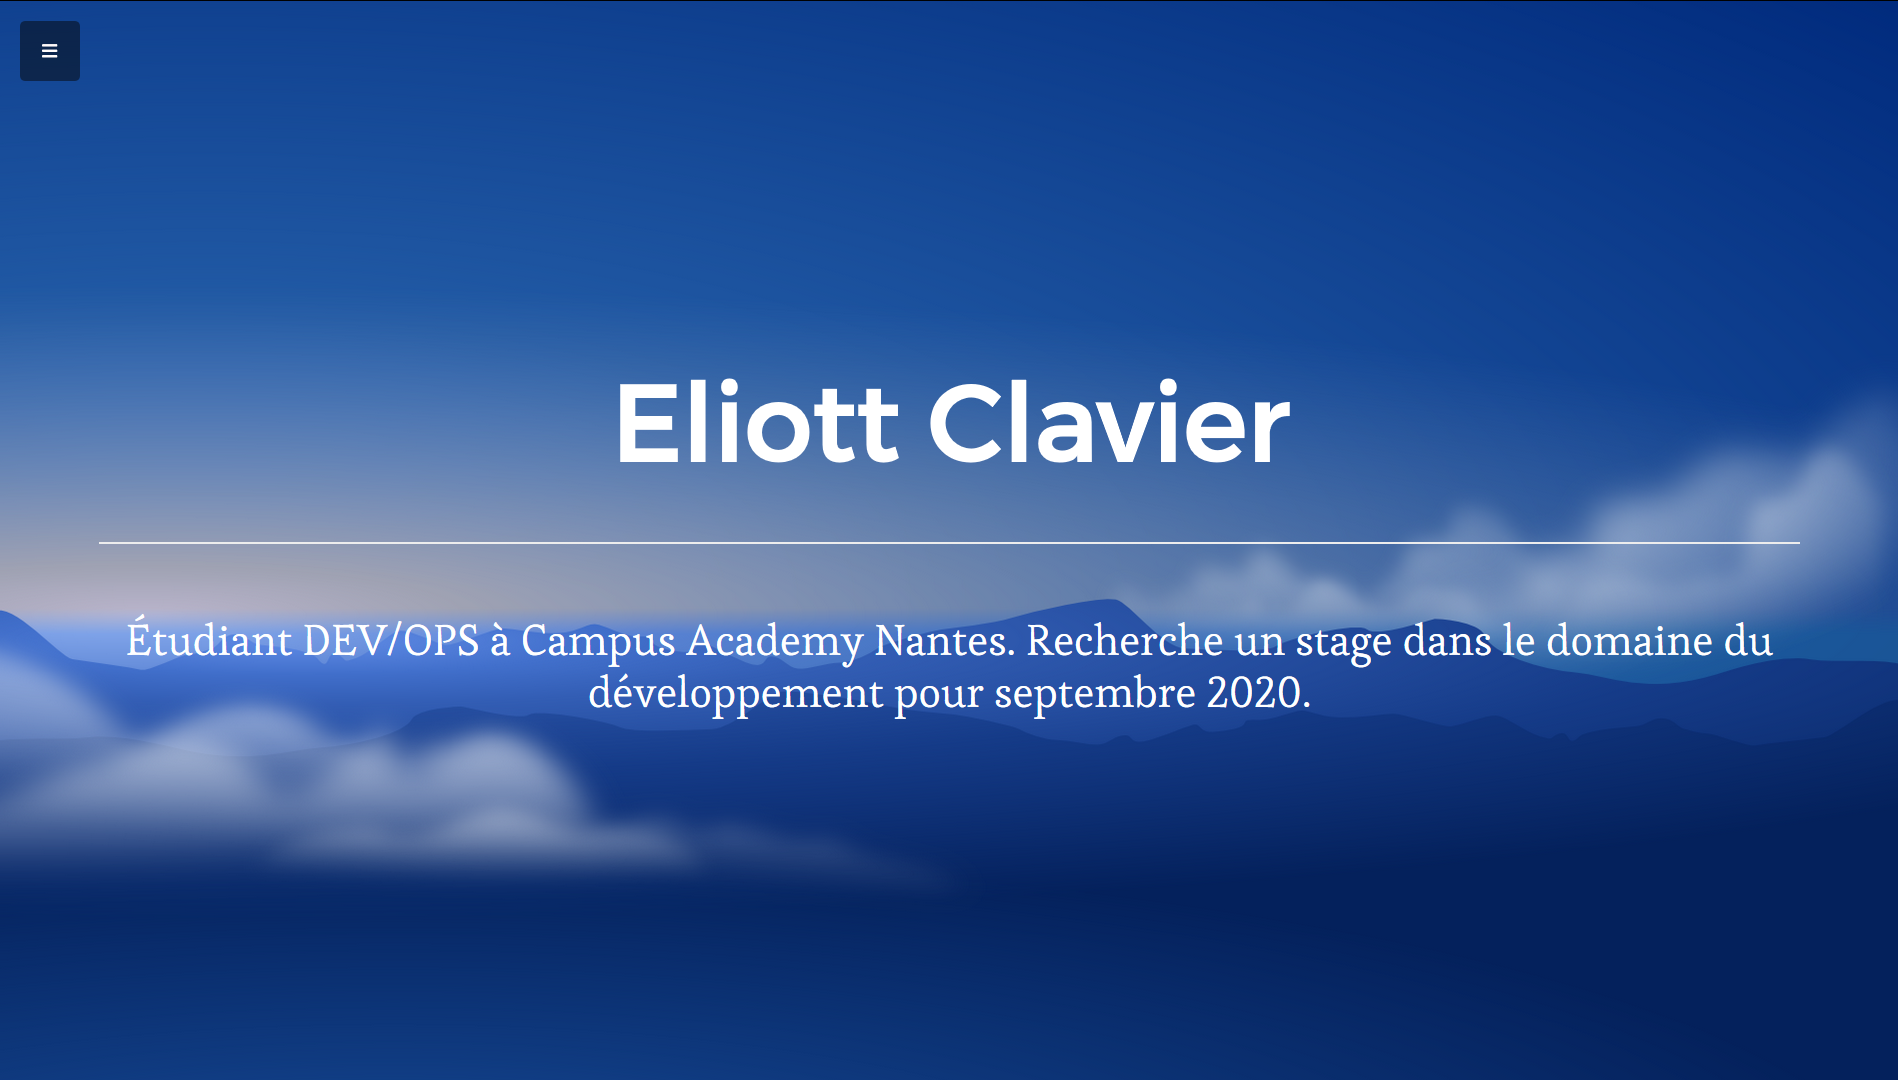 Eliott Clavier
Étudiant DEV/OPS à Campus Academy Nantes. Recherche un stage dans le domaine du
développement pour septembre 2020.